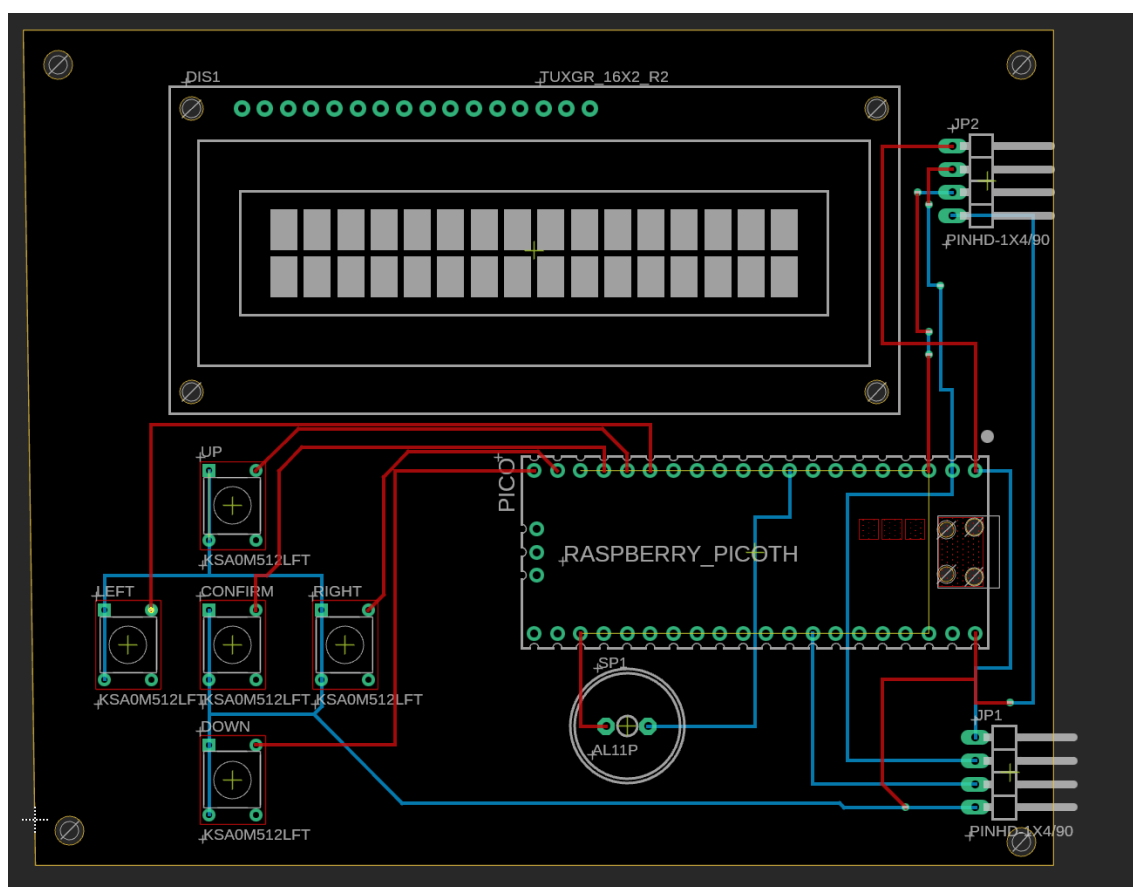 DIS1
TUXGR_16X2_R2
JP2
PINHD-1X4/90
UP
KSA0M512LFT
PICO
RASPBERRY_PICOTH
LEFT
CONFIRM
RIGHT
KSA0M512LFT
KSA0M512LFT
KSA0M512LFT
SP1
AL11P
DOWN
KSA0M512LFT
JP1
PINHD-1X4/90